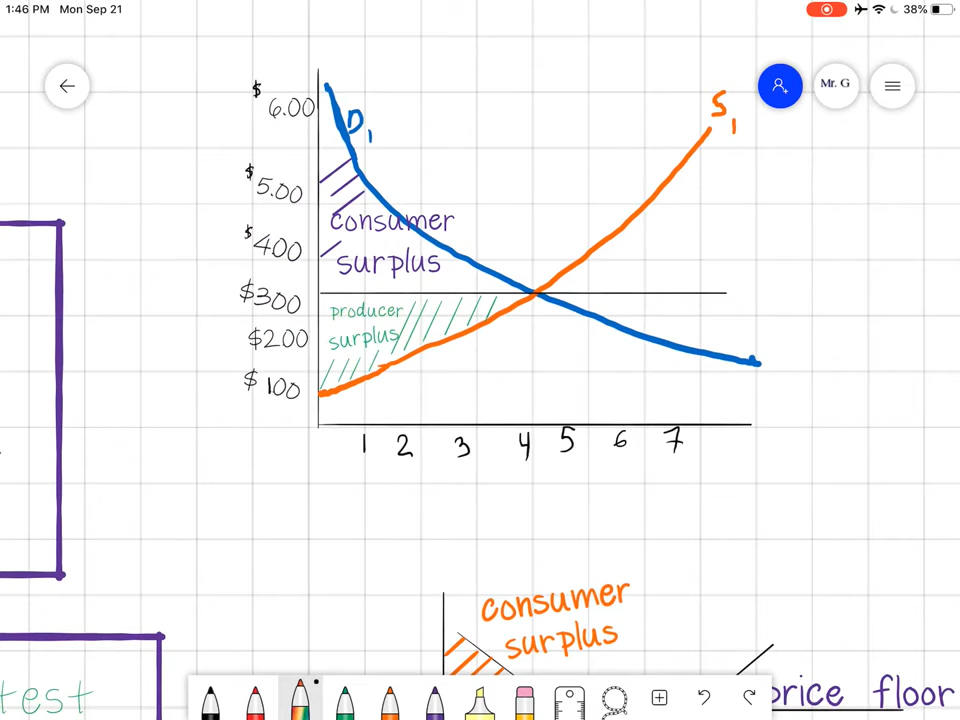 1:46 PM Mon Sep 21
38%
Mr. G
$ 6.00
D1
S1
$ 5.00
consumer
$ 400
surplus
$ 300
producer
$ 200
surplus
$ 100
1 2 3 4 5 6 7
consumer
surplus
test
price floor